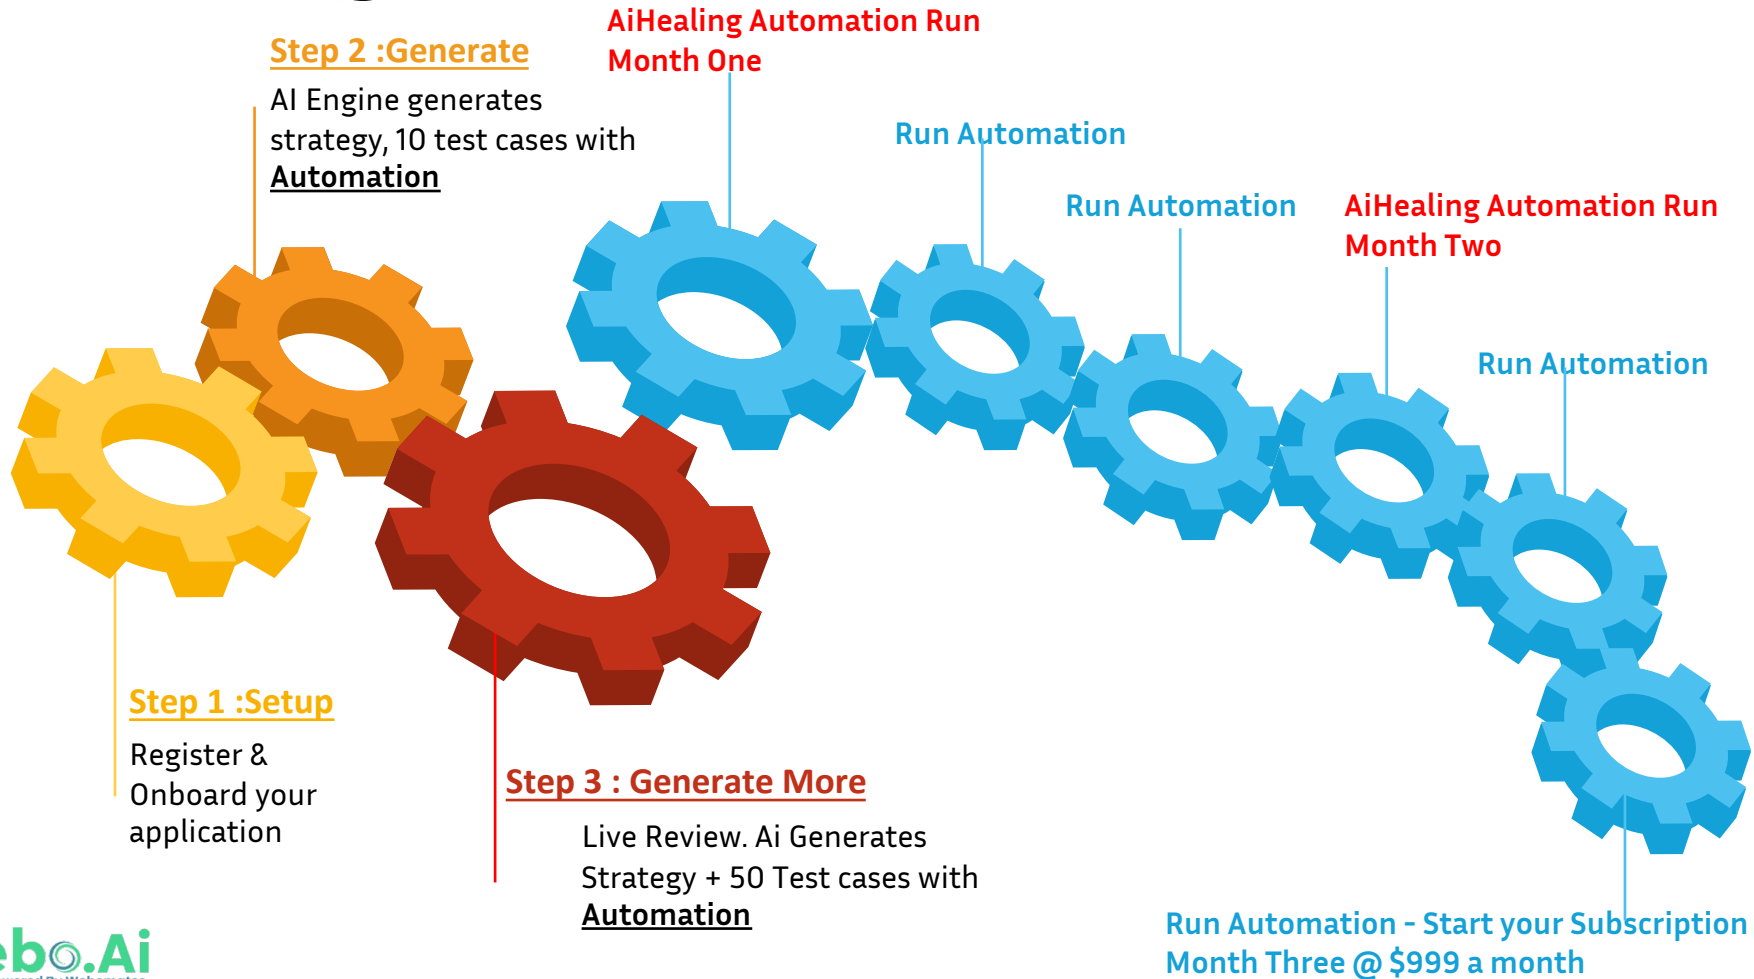 Step 2 :Generate
AI Engine generates
strategy, 10 test cases with
Automation
AiHealing Automation Run
Month One
Run Automation
Run Automation
AiHealing Automation Run
Month Two
Run Automation
Step 1 :Setup
Register &
Onboard your
application
Step 3 : Generate More
Live Review. Ai Generates
Strategy + 50 Test cases with
Automation
Run Automation - Start your Subscription
Month Three @ $999 a month
ebo.Ai